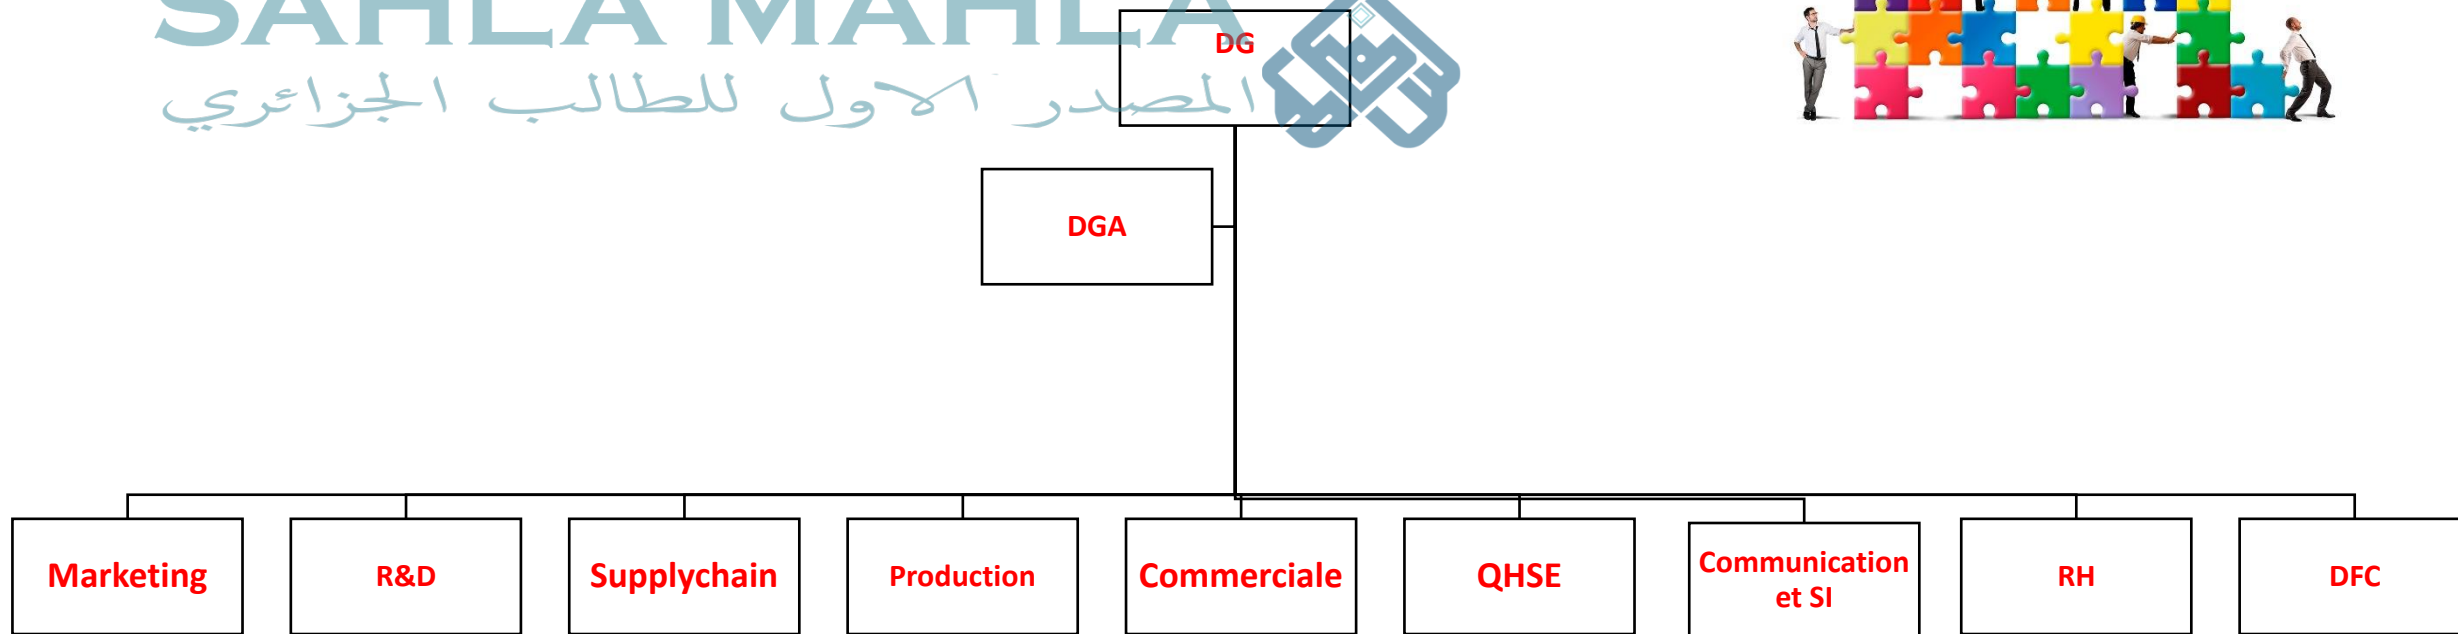 SAHLA MAHLA
المصدر الاول للطالب الجزائري
DG
DGA
Marketing
R&D
Supplychain
Production
Commerciale
QHSE
Communication
et SI
RH
DFC